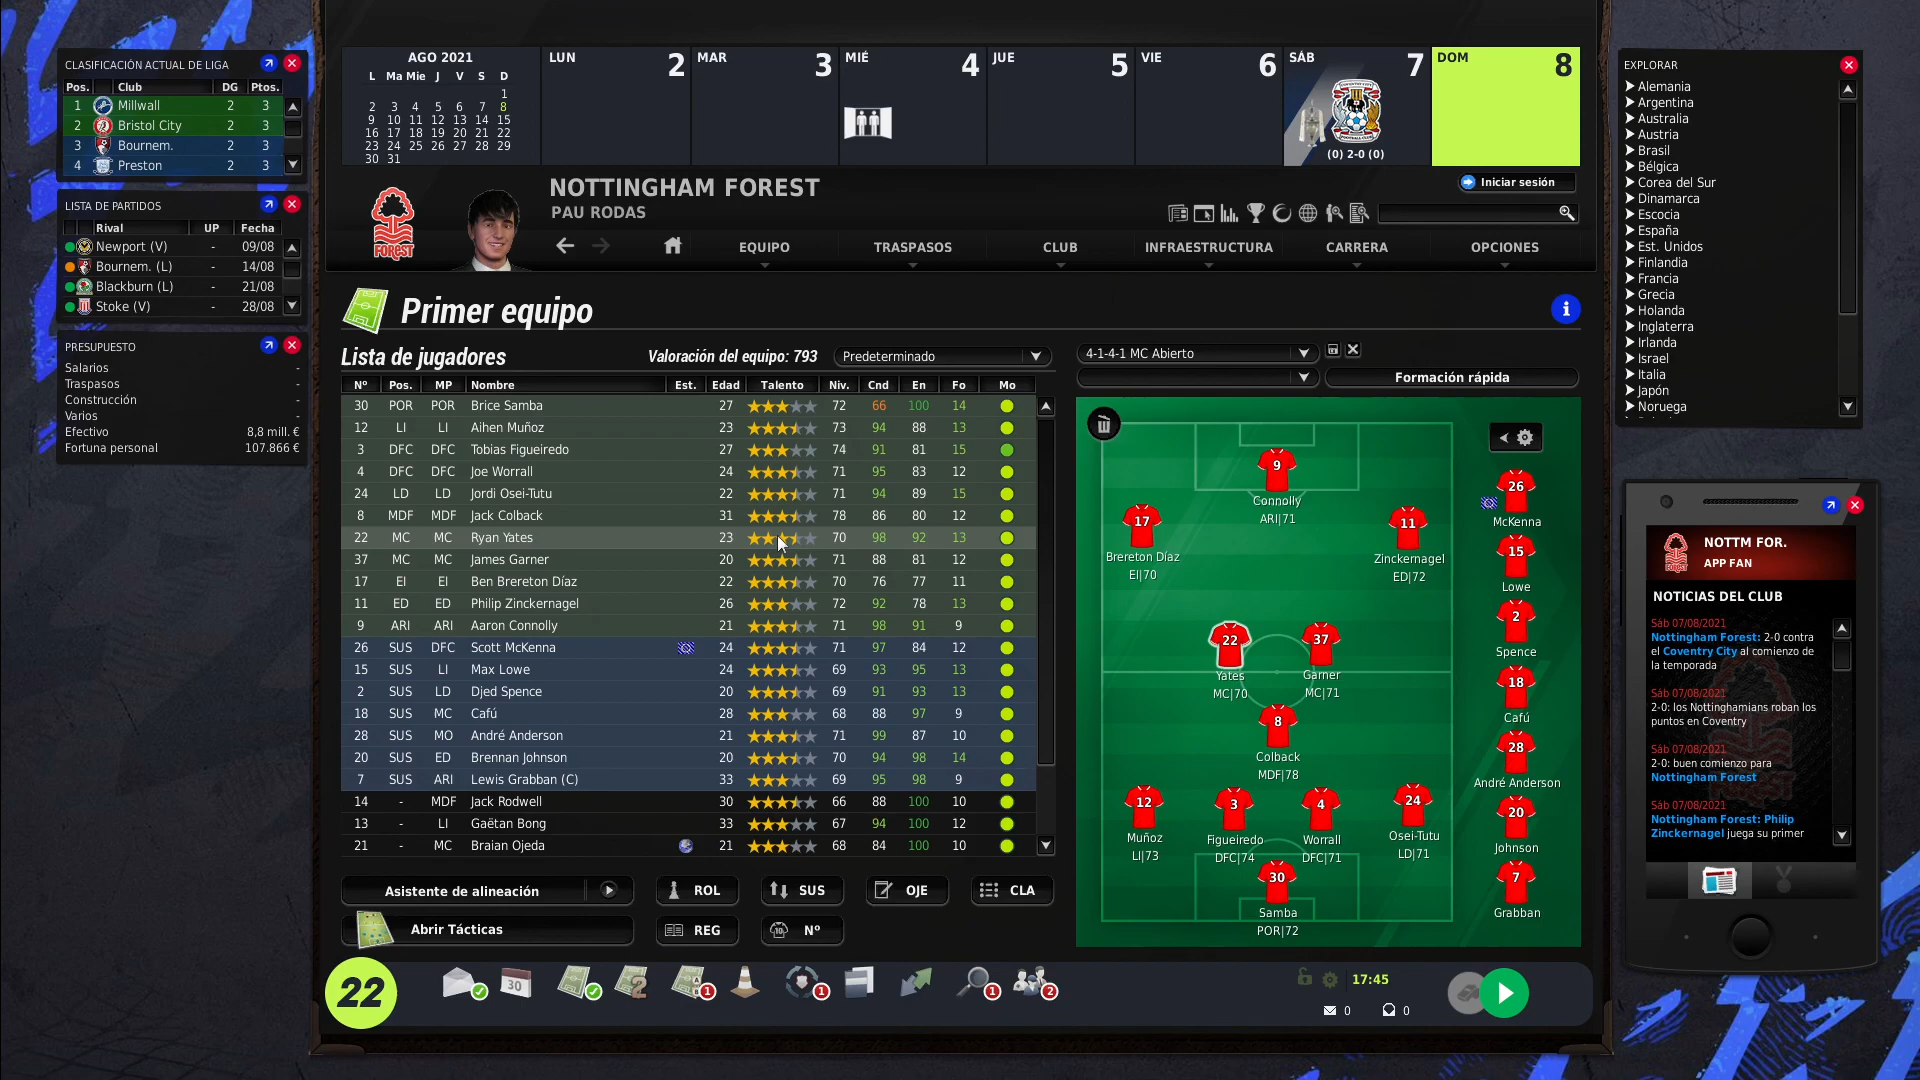 CLASIFICACIÓN ACTUAL DE LIGA
Pos. Club DG Ptos.
1 Millwall 2 3
2 Bristol City 2 3
3 Bournem. 2 3
4 Preston 2 3
LISTA DE PARTIDOS
Rival UP Fecha
Newport (V) - 09/08
Bournem. (L) - 14/08
Blackburn (L) - 21/08
Stoke (V) - 28/08
PRESUPUESTO
Salarios -
Traspasos -
Construcción -
Varios -
Efectivo 8,8 mill. €
Fortuna personal 107.866 €
AGO 2021
L Ma Mie J V S D
1
2 3 4 5 6 7 8
9 10 11 12 13 14 15
16 17 18 19 20 21 22
23 24 25 26 27 28 29
30 31
LUN 2
MAR 3
MIÉ 4
JUE 5
VIE 6
SÁB 7
(0) 2-0 (0)
DOM 8
FOREST
NOTTINGHAM FOREST
PAU RODAS
Iniciar sesión
EQUIPO TRASPASOS CLUB INFRAESTRUCTURA CARRERA OPCIONES
Primer equipo
Lista de jugadores
Valoración del equipo: 793
Predeterminado
Nº Pos. MP Nombre Est. Edad Talento Niv. Cnd En Fo Mo
30 POR POR Brice Samba 27 72 66 100 14
12 LI LI Aihen Muñoz 23 73 94 88 13
3 DFC DFC Tobias Figueiredo 27 74 91 81 15
4 DFC DFC Joe Worrall 24 71 95 83 12
24 LD LD Jordi Osei-Tutu 22 71 94 89 15
8 MDF MDF Jack Colback 31 78 86 80 12
22 MC MC Ryan Yates 23 70 98 92 13
37 MC MC James Garner 20 71 88 81 12
17 EI EI Ben Brereton Díaz 22 70 76 77 11
11 ED ED Philip Zinckernagel 26 72 92 78 13
9 ARI ARI Aaron Connolly 21 71 98 91 9
26 SUS DFC Scott McKenna 24 71 97 84 12
15 SUS LI Max Lowe 24 69 93 95 13
2 SUS LD Djed Spence 20 69 91 93 13
18 SUS MC Cafú 28 68 88 97 9
28 SUS MO André Anderson 21 71 99 87 10
20 SUS ED Brennan Johnson 20 70 94 98 14
7 SUS ARI Lewis Grabban (C) 33 69 95 98 9
14 - MDF Jack Rodwell 30 66 88 100 10
13 - LI Gaëtan Bong 33 67 94 100 12
21 - MC Braian Ojeda 21 68 84 100 10
Asistente de alineación
ROL
SUS
OJE
CLA
Abrir Tácticas
REG
Nº
4-1-4-1 MC Abierto
Formación rápida
9
Connolly
ARI|71
17
Brereton Díaz
EI|70
11
Zinckernagel
ED|72
22
Yates
MC|70
37
Garner
MC|71
8
Colback
MDF|78
12
Muñoz
LI|73
3
Figueiredo
DFC|74
4
Worrall
DFC|71
24
Osei-Tutu
LD|71
30
Samba
POR|72
26
McKenna
15
Lowe
2
Spence
18
Cafú
28
André Anderson
20
Johnson
7
Grabban
22
30
2
1
1
1
2
17:45
0
0
EXPLORAR
Alemania
Argentina
Australia
Austria
Brasil
Bélgica
Corea del Sur
Dinamarca
Escocia
España
Est. Unidos
Finlandia
Francia
Grecia
Holanda
Inglaterra
Irlanda
Israel
Italia
Japón
Noruega
NOTTM FOR.
APP FAN
NOTICIAS DEL CLUB
Sáb 07/08/2021
Nottingham Forest: 2-0 contra
el Coventry City al comienzo de
la temporada
Sáb 07/08/2021
2-0: los Nottinghamians roban los
puntos en Coventry
Sáb 07/08/2021
2-0: buen comienzo para
Nottingham Forest
Sáb 07/08/2021
Nottingham Forest: Philip
Zinckernagel juega su primer